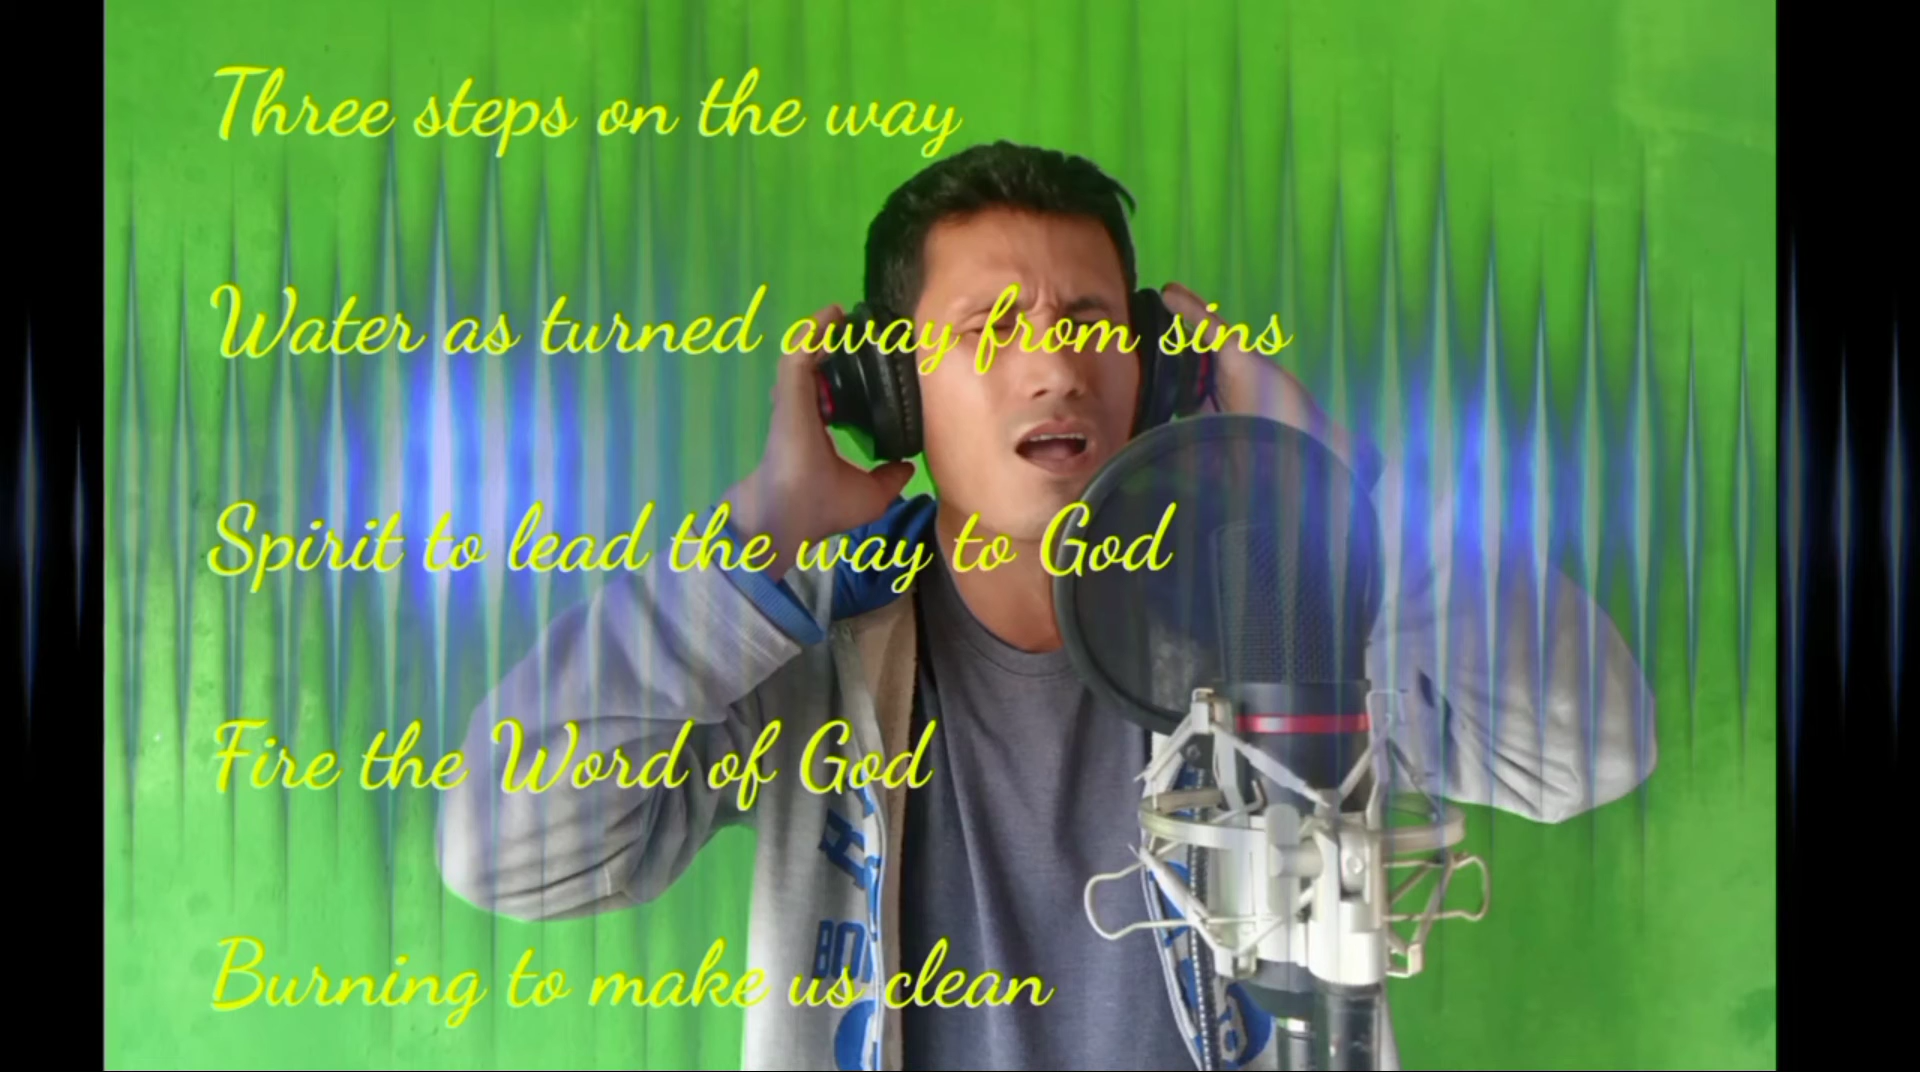 Three steps on the way
Water as turned away from sins
Spirit to lead the way to God
Fire the Word of God
Burning to make us clean